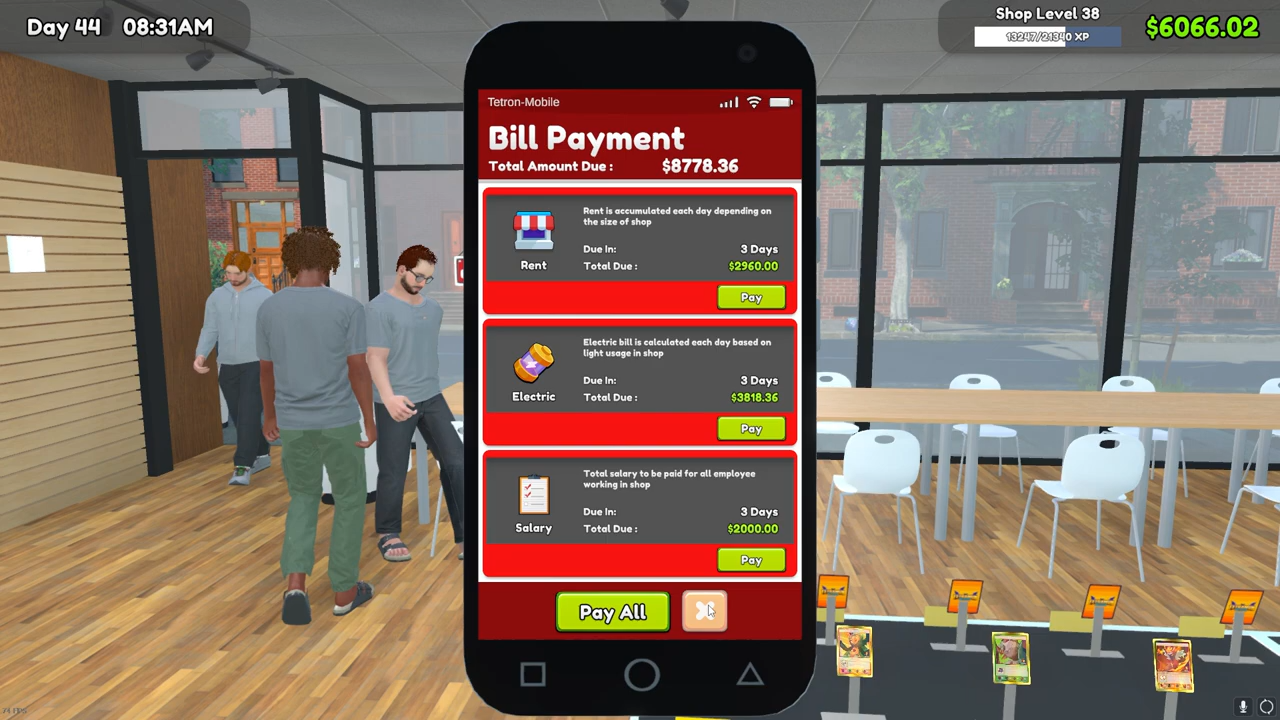 Day 44 08:31AM
Shop Level 38
13247/21340 XP
$6066.02
Tetron-Mobile
Bill Payment
Total Amount Due : $8778.36
Rent is accumulated each day depending on
the size of shop
Due In: 3 Days
Rent
Total Due : $2960.00
Pay
Electric bill is calculated each day based on
light usage in shop
Due In: 3 Days
Electric
Total Due : $3818.36
Pay
Total salary to be paid for all employee
working in shop
Due In: 3 Days
Salary
Total Due : $2000.00
Pay
Pay All